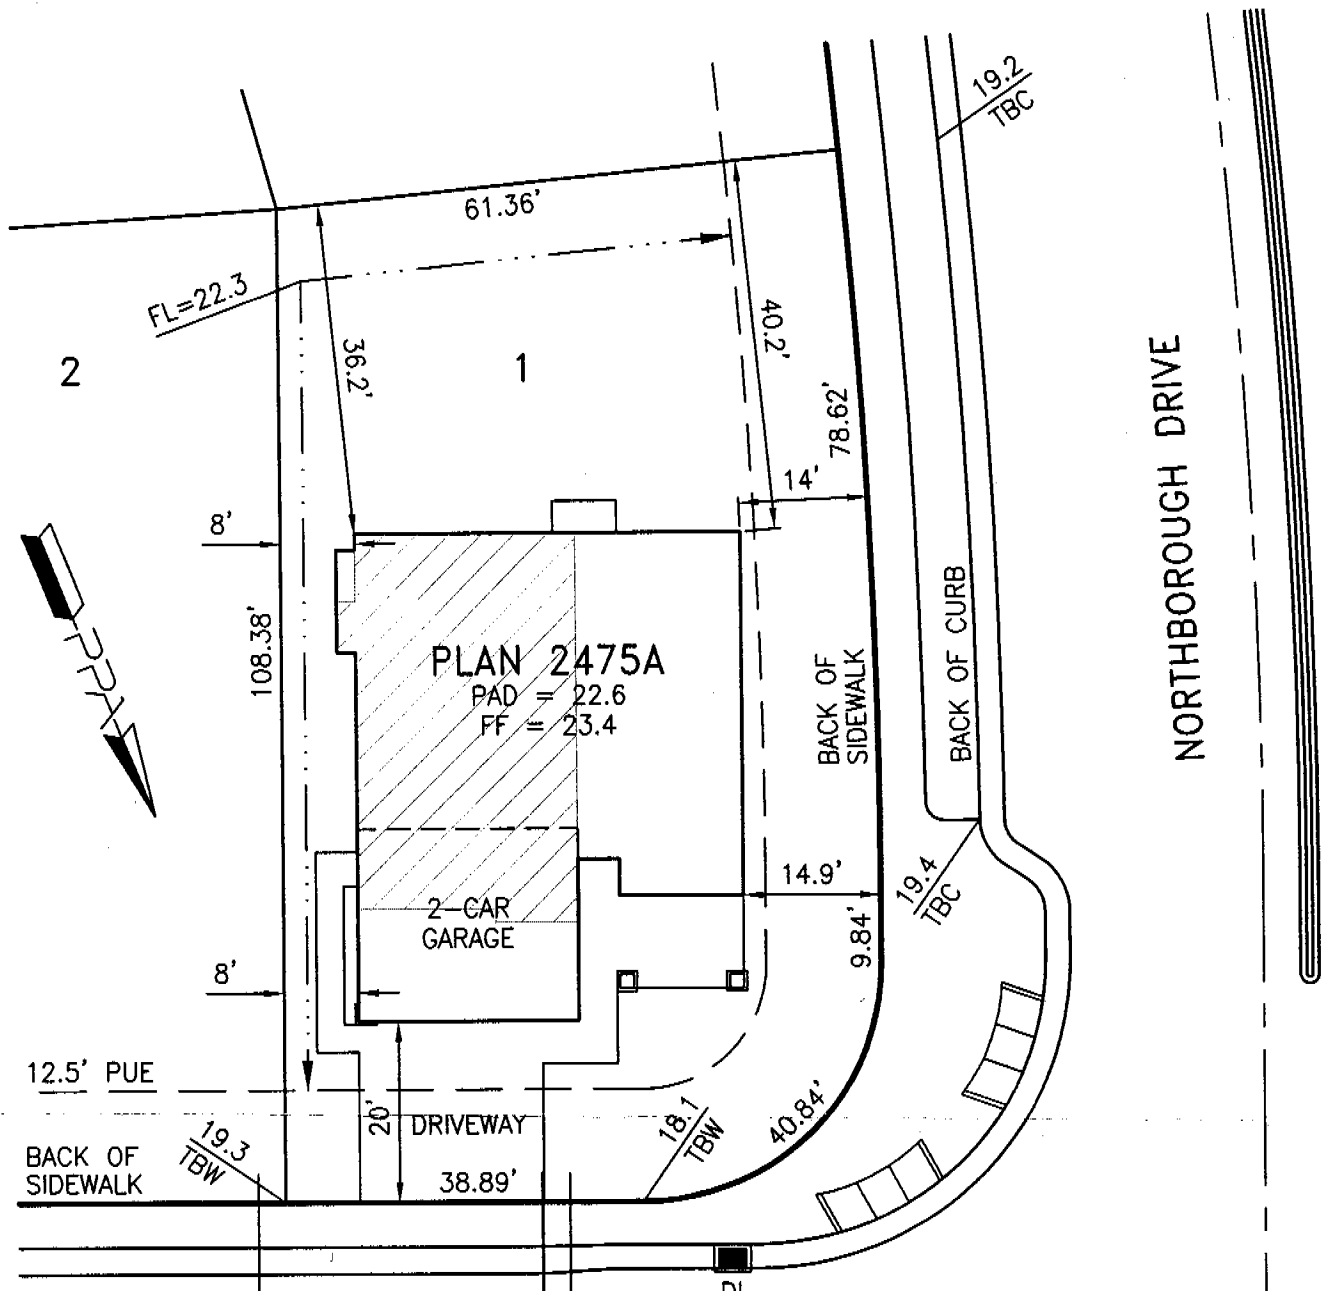 19.2
TBC
61.36'
FL=22.3
40.2'
36.2'
2
1
NORTHBOROUGH DRIVE
78.62'
14'
8'
108.38'
PLAN 2475A
PAD = 22.6
FF = 23.4
BACK OF
SIDEWALK
BACK OF CURB
14.9'
19.4
TBC
2-CAR
GARAGE
9.84'
8'
12.5' PUE
20'
DRIVEWAY
18.1
TBW
40.84'
19.3
TBW
BACK OF
SIDEWALK
38.89'